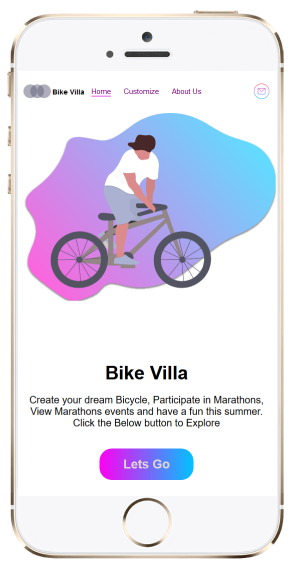 Bike Villa Home Customize About Us
Bike Villa
Create your dream Bicycle, Participate in Marathons,
View Marathons events and have a fun this summer.
Click the Below button to Explore
Lets Go